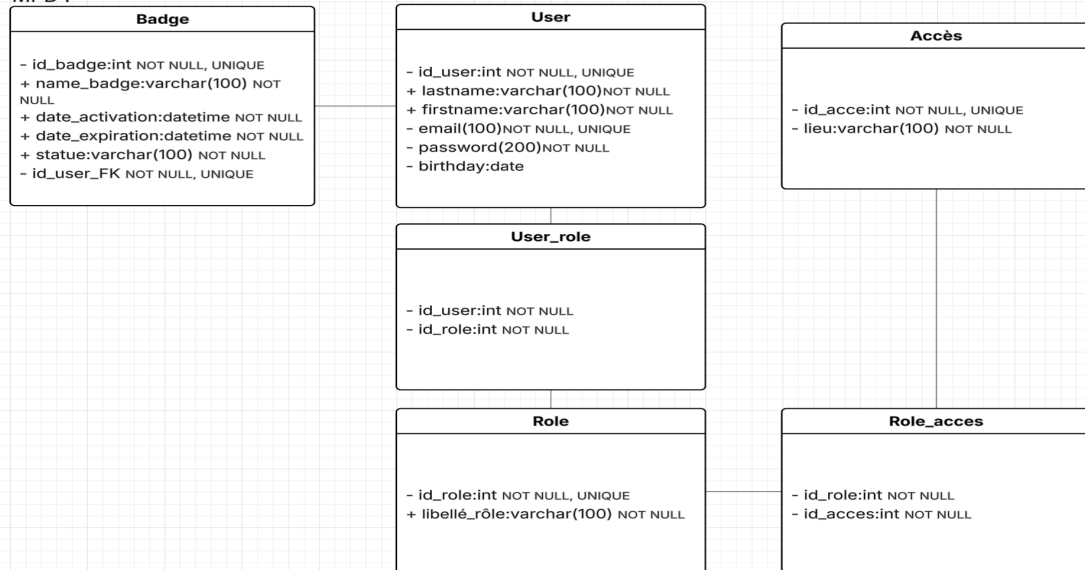 Badge
- id_badge:int NOT NULL, UNIQUE
+ name_badge:varchar(100) NOT
NULL
+ date_activation:datetime NOT NULL
+ date_expiration:datetime NOT NULL
+ statue:varchar(100) NOT NULL
- id_user_FK NOT NULL, UNIQUE
User
- id_user:int NOT NULL, UNIQUE
+ lastname:varchar(100)NOT NULL
+ firstname:varchar(100)NOT NULL
- email(100)NOT NULL, UNIQUE
- password(200)NOT NULL
- birthday:date
Accès
- id_acce:int NOT NULL, UNIQUE
- lieu:varchar(100) NOT NULL
User_role
- id_user:int NOT NULL
- id_role:int NOT NULL
Role
- id_role:int NOT NULL, UNIQUE
+ libellé_rôle:varchar(100) NOT NULL
Role_acces
- id_role:int NOT NULL
- id_acces:int NOT NULL